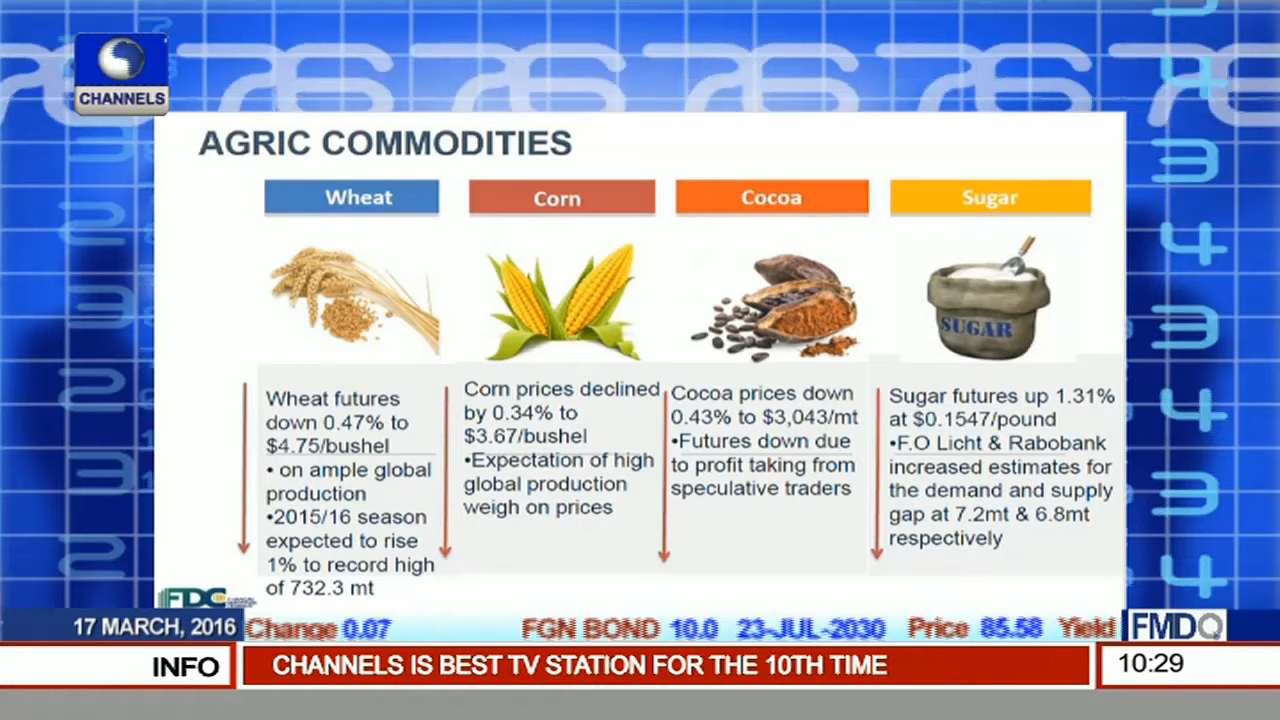 CHANNELS
AGRIC COMMODITIES
Wheat
Corn
Cocoa
Sugar
SUGAR
Wheat futures
down 0.47% to
$4.75/bushel
• on ample global
production
•2015/16 season
expected to rise
1% to record high
of 732.3 mt
Corn prices declined
by 0.34% to
$3.67/bushel
•Expectation of high
global production
weigh on prices
Cocoa prices down
0.43% to $3,043/mt
•Futures down due
to profit taking from
speculative traders
Sugar futures up 1.31%
at $0.1547/pound
•F.O Licht & Rabobank
increased estimates for
the demand and supply
gap at 7.2mt & 6.8mt
respectively
FDC
17 MARCH, 2016
Change 0.07 FGN BOND 10.0 23-JUL-2030 Price 85.58 Yield
FMDQ
INFO
CHANNELS IS BEST TV STATION FOR THE 10TH TIME
10:29